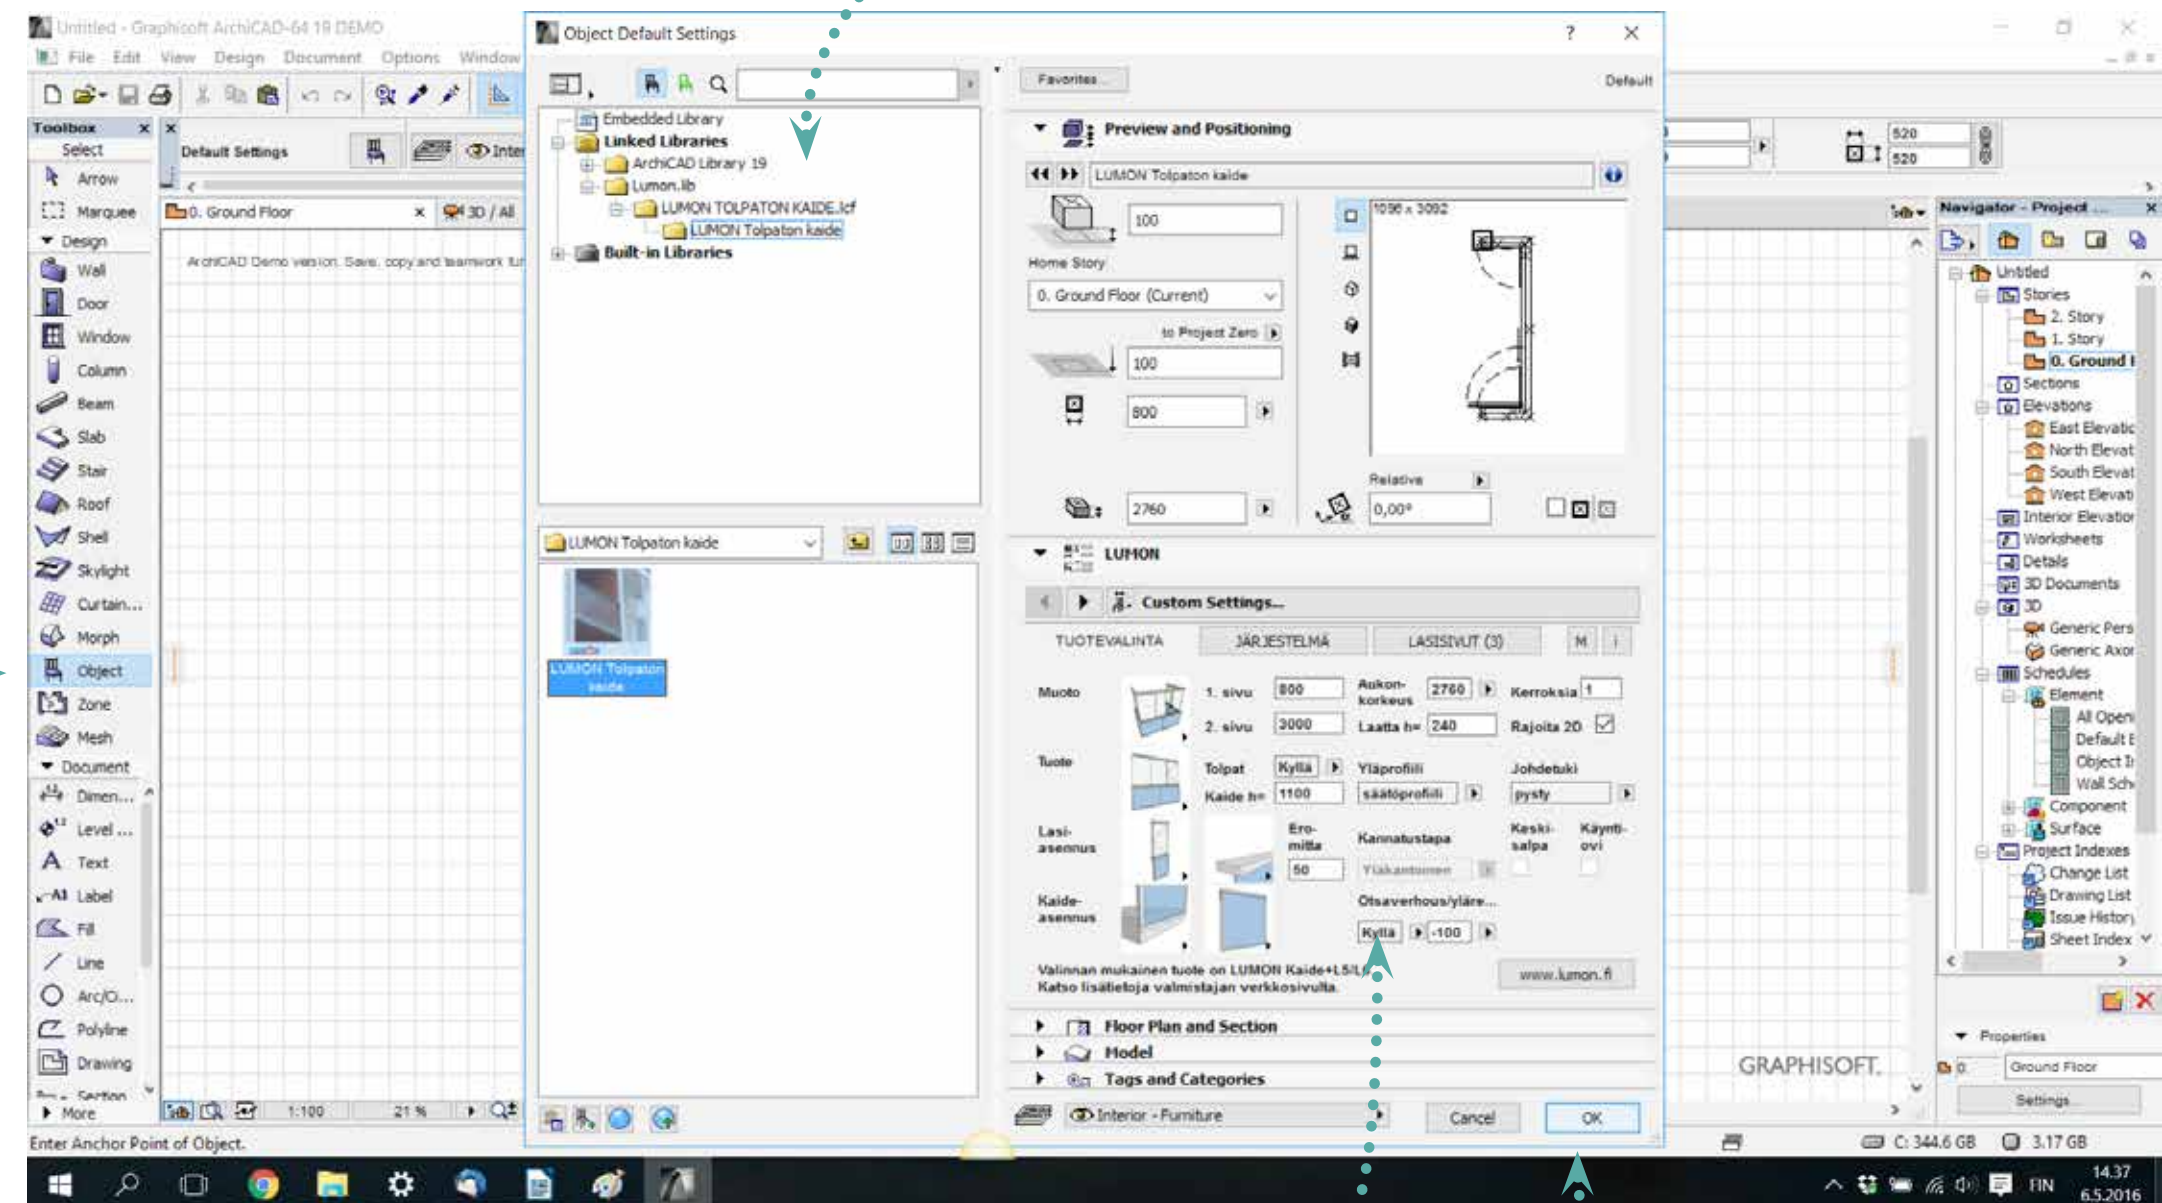 Untitled - Graphisoft ArchiCAD-64 19 DEMO
File Edit View Design Document Options Window
Toolbox
Select
Arrow
Marquee
Design
Wall
Door
Window
Column
Beam
Slab
Stair
Roof
Shell
Skylight
Curtain...
Morph
Object
Zone
Mesh
Document
Dimen...
Level ...
Text
A1 Label
Fill
Line
Arc/O...
Polyline
Drawing
Section
More
Default Settings
Inter
0. Ground Floor
3D / All
ArchiCAD Demo version. Save, copy and teamwork fun
1:100
21 %
Enter Anchor Point of Object.
Object Default Settings
?
Embedded Library
Linked Libraries
ArchiCAD Library 19
Lumon.lib
LUMON TOLPATON KAIDE.lcf
LUMON Tolpaton kaide
Built-in Libraries
LUMON Tolpaton kaide
LUMON Tolpaton
kaide
Favorites...
Default
Preview and Positioning
LUMON Tolpaton kaide
100
1096 x 3092
Home Story
0. Ground Floor (Current)
to Project Zero
100
800
Relative
2760
0,00°
LUMON
Custom Settings...
TUOTEVALINTA JÄRJESTELMÄ LASISIVUT (3) M i
Muoto
1. sivu 800
Aukon-
korkeus 2760
Kerroksia 1
2. sivu 3000
Laatta h= 240
Rajoita 2D
Tuote
Tolpat Kyllä
Yläprofiili
Johdetuki
Kaide h= 1100
säätöprofiili
pysty
Lasi-
asennus
Ero-
mitta
50
Kannatustapa
Yläkantuinen
Keski-
salpa
Käynti-
ovi
Kaide-
asennus
Otsaverhous/yläre...
Kyllä -100
Valinnan mukainen tuote on LUMON Kaide+L5/L
Katso lisätietoja valmistajan verkkosivulta.
www.lumon.fi
Floor Plan and Section
Model
Tags and Categories
Interior - Furniture
Cancel
OK
520
520
Navigator - Project ...
Untitled
Stories
2. Story
1. Story
0. Ground F
Sections
Elevations
East Elevatic
North Elevat
South Elevat
West Elevati
Interior Elevation
Worksheets
Details
3D Documents
3D
Generic Pers
Generic Axor
Schedules
Element
All Openi
Default E
Object In
Wall Sch
Component
Surface
Project Indexes
Change List
Drawing List
Issue History
Sheet Index
Properties
0. Ground Floor
Settings...
GRAPHISOFT.
C: 344.6 GB
3.17 GB
FIN
14.37
6.5.2016